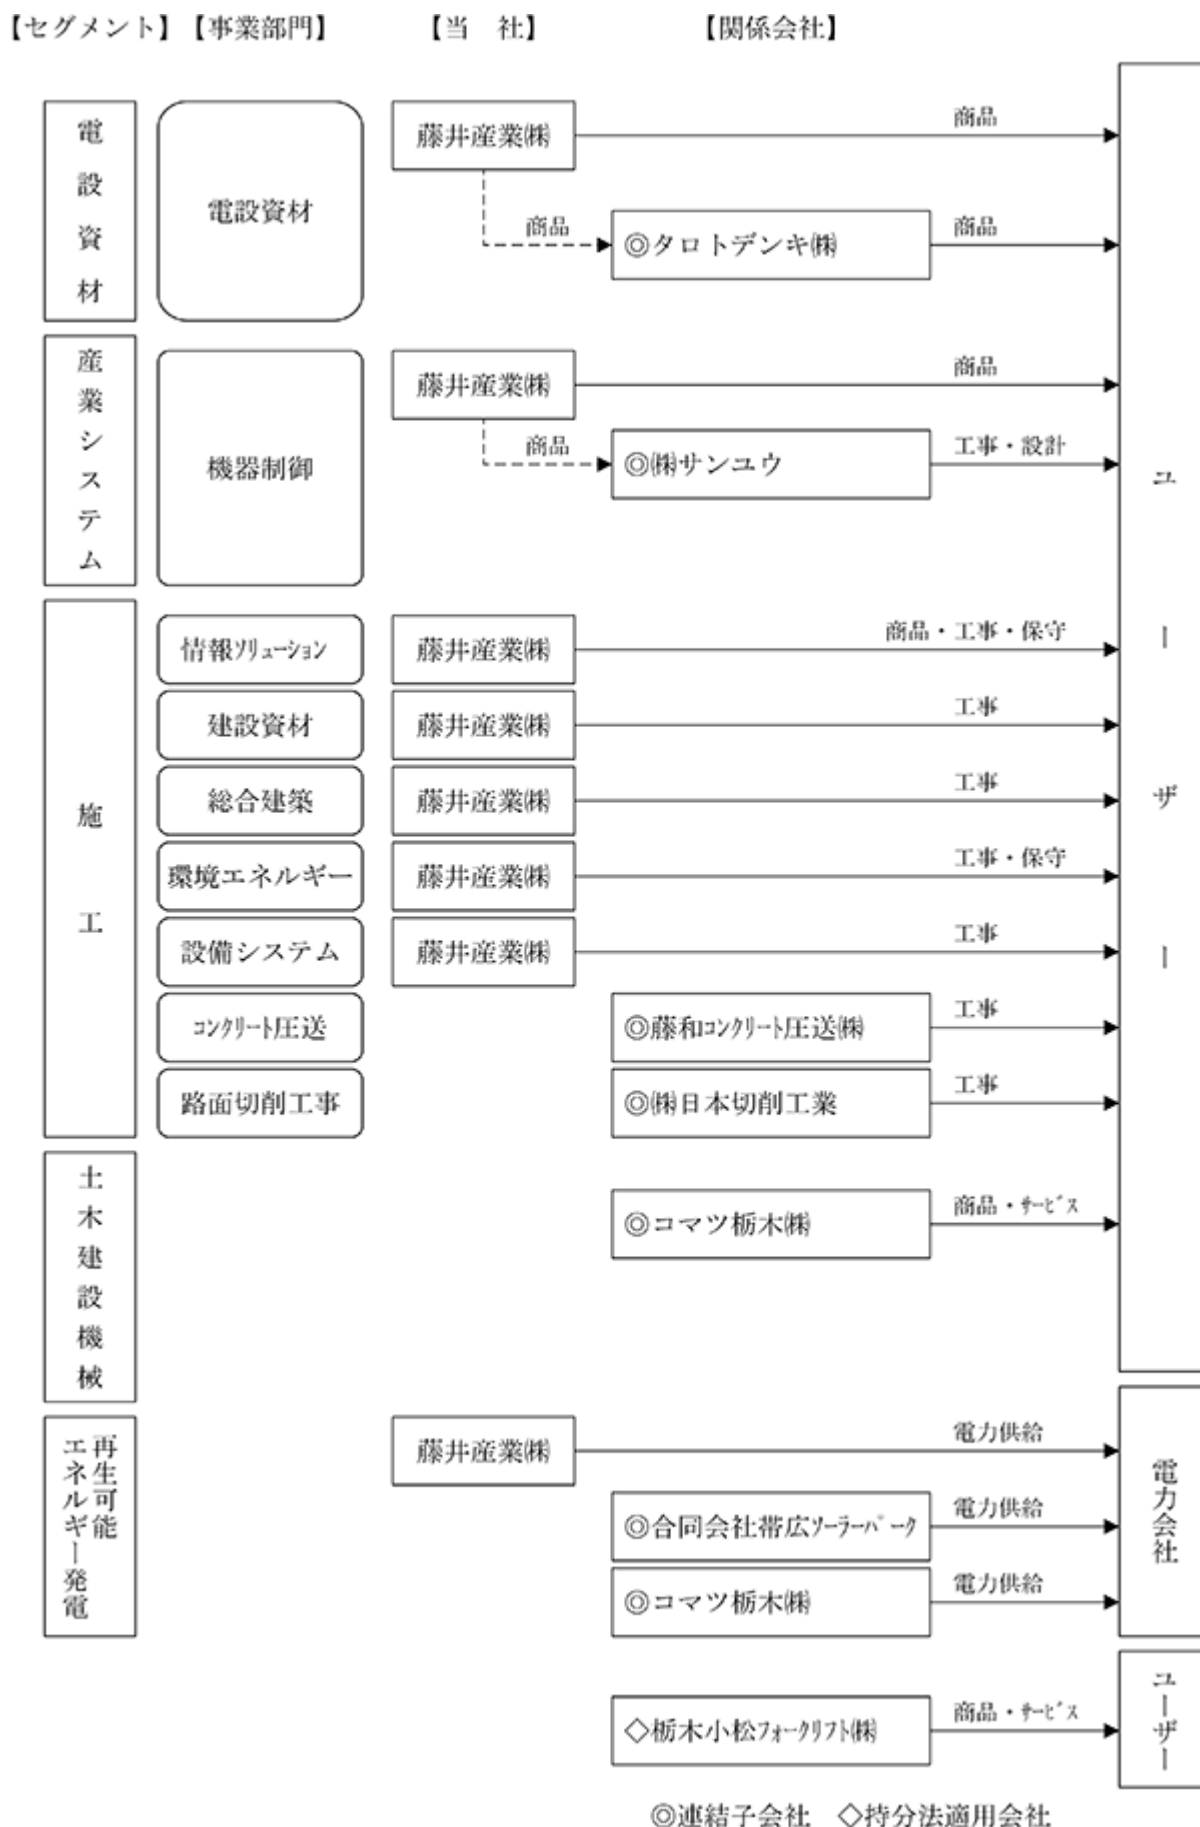 【セグメント】【事業部門】 【当 社】 【関係会社】
電設資材
電設資材
藤井産業㈱
商品
商品
◎タロトデンキ㈱
商品
産業システム
機器制御
藤井産業㈱
商品
商品
◎㈱サンユウ
工事・設計
施工
情報ソリューション
藤井産業㈱
商品・工事・保守
建設資材
藤井産業㈱
工事
総合建築
藤井産業㈱
工事
環境エネルギー
藤井産業㈱
工事・保守
設備システム
藤井産業㈱
工事
コンクリート圧送
◎藤和コンクリート圧送㈱
工事
路面切削工事
◎㈱日本切削工業
工事
ユーザー
土木建設機械
◎コマツ栃木㈱
商品・サービス
再生可能
エネルギー発電
藤井産業㈱
電力供給
◎合同会社帯広ソーラーパーク
電力供給
◎コマツ栃木㈱
電力供給
電力会社
◇栃木小松フォークリフト㈱
商品・サービス
ユーザー
◎連結子会社 ◇持分法適用会社